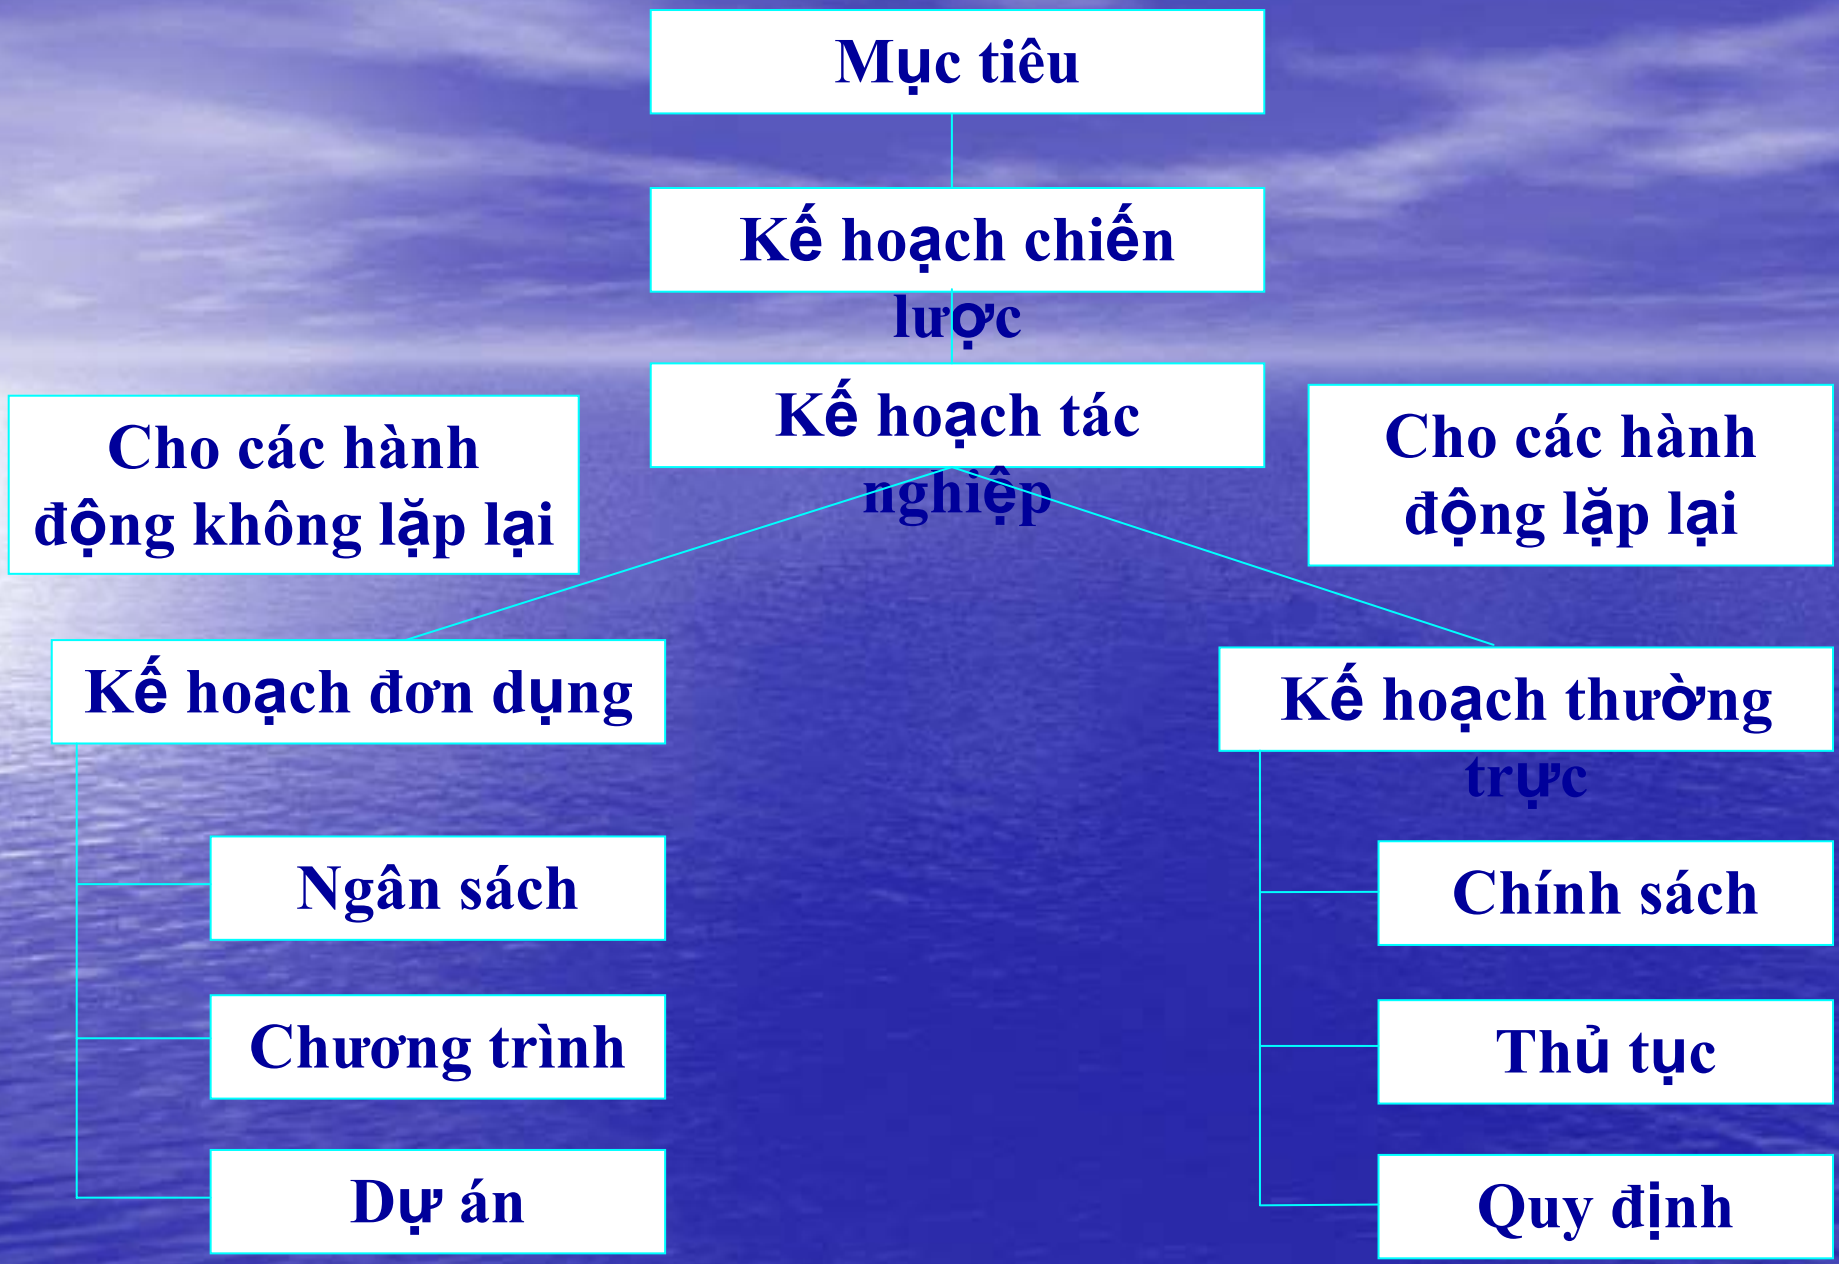 Mục tiêu
Kế hoạch chiến
lược
Kế hoạch tác
nghiệp
Cho các hành
động không lặp lại
Cho các hành
động lặp lại
Kế hoạch đơn dụng
Ngân sách
Chương trình
Dự án
Kế hoạch thường
trực
Chính sách
Thủ tục
Quy định